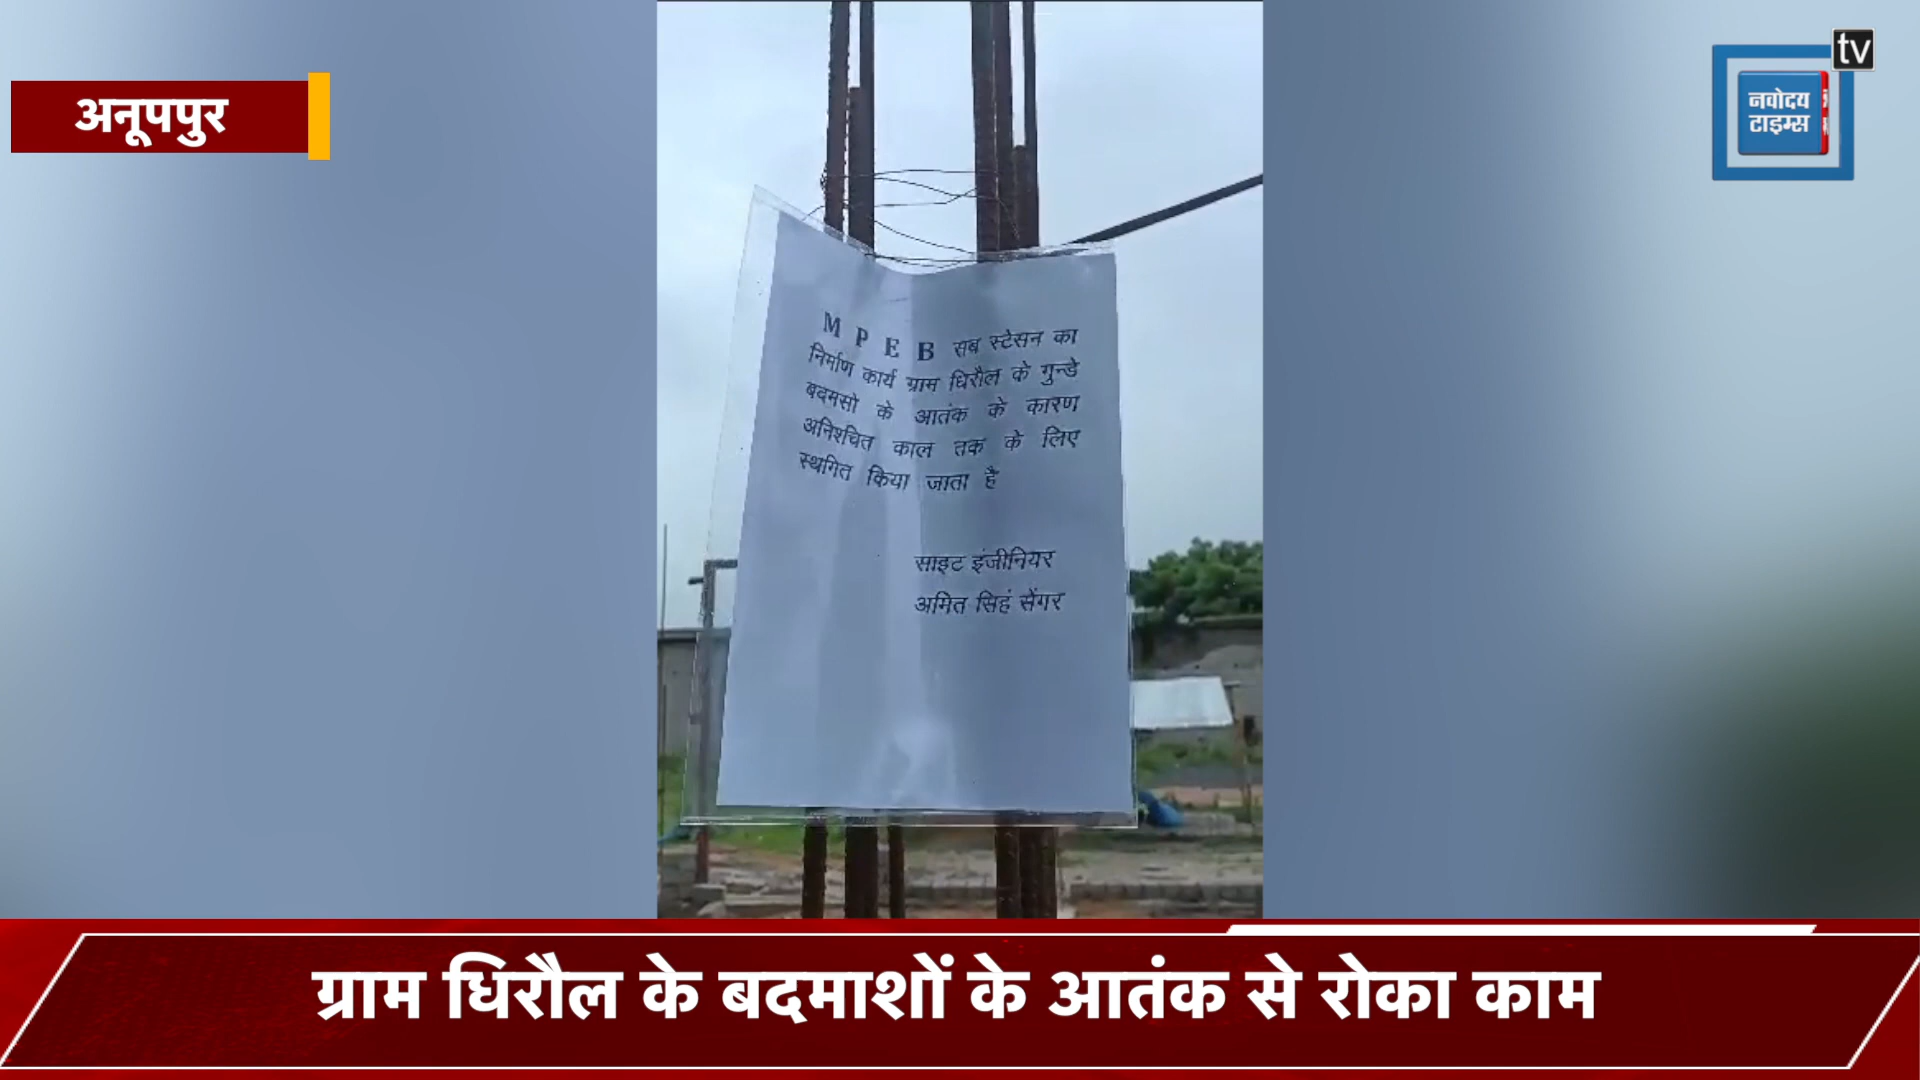 अनूपपुर
tv
नवोदय
टाइम्स
M P E B सब स्टेसन का
निर्माण कार्य ग्राम धिरौल के गुन्डे
बदमसो के आतंक के कारण
अनिश्चित काल तक के लिए
स्थगित किया जाता है
साइट इंजीनियर
अमित सिहं सेंगर
ग्राम धिरौल के बदमाशों के आतंक से रोका काम